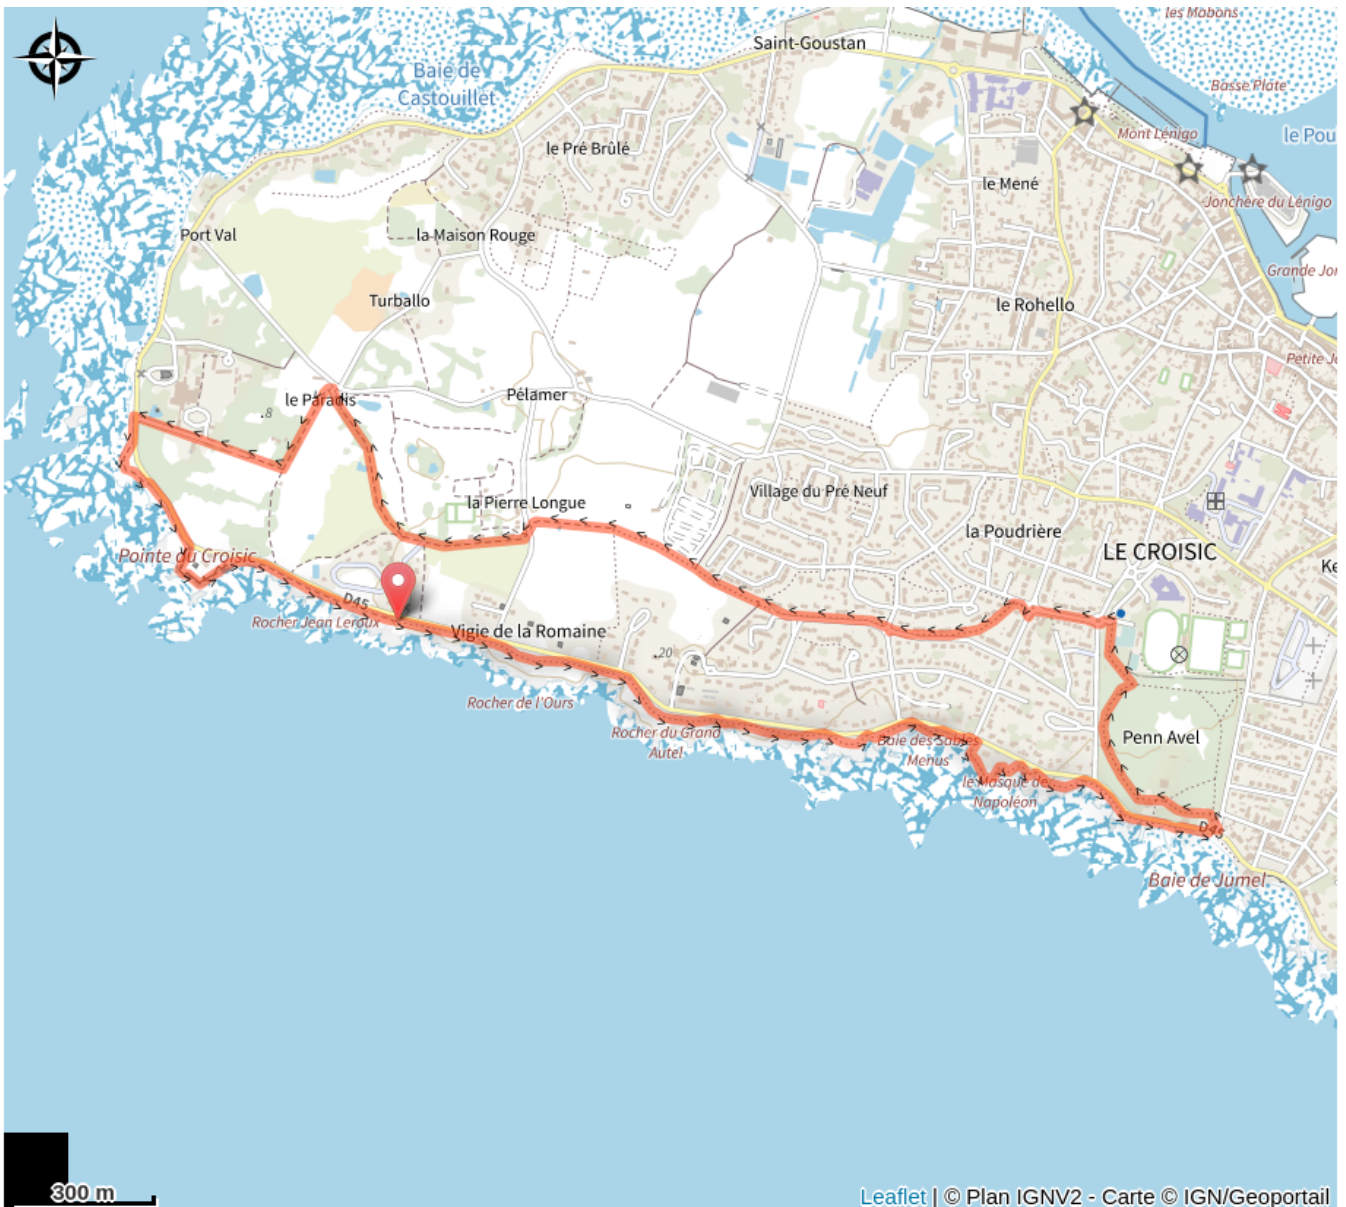 les Mabons
Saint-Goustan
Baie de
Castouillet
Basse Plate
Mont Lénigo
le Pou
le Pré Brûlé
le Mené
Jonchère du Lénigo
Port Val
la Maison Rouge
Grande Jon
Turballo
le Rohello
Petite Jo
le Paradis
Pélamer
8
Village du Pré Neuf
la Pierre Longue
la Poudrière
LE CROISIC
Ke
Pointe du Croisic
D45
Rocher Jean Leroux
Vigie de la Romaine
20
Rocher de l'Ours
Rocher du Grand
Autel
Baie des Sables
Menus
Penn Avel
le Masque de
Napoléon
D45
Baie de Jumel
300 m
Leaflet | © Plan IGNV2 - Carte © IGN/Geoportail